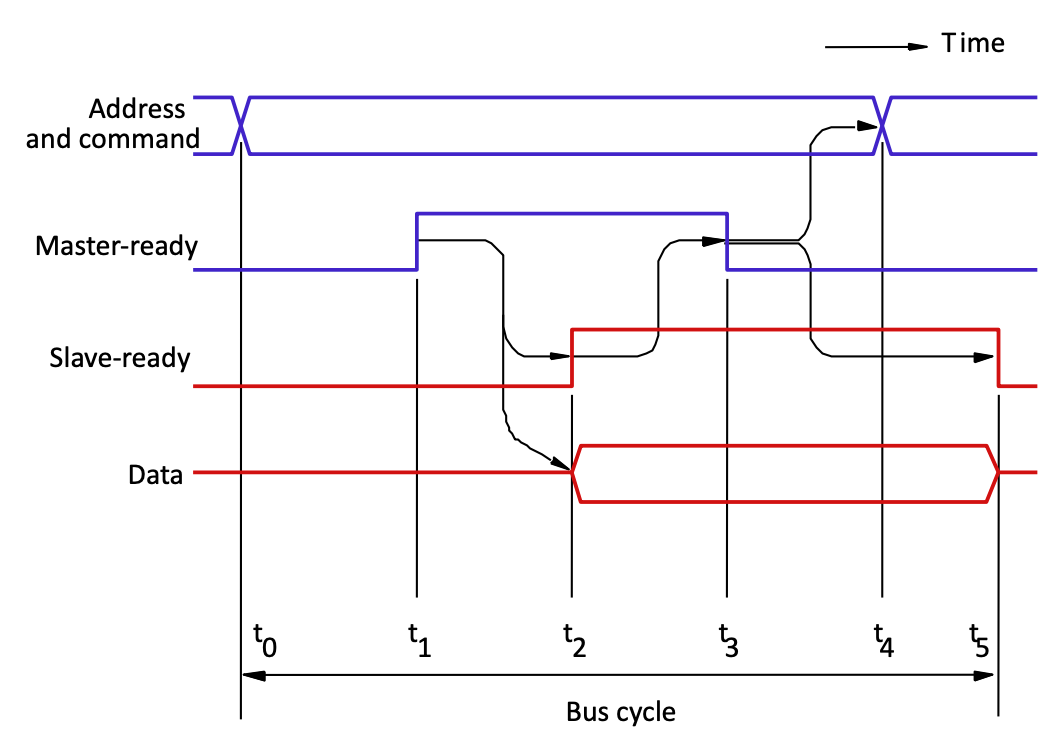 Time
Address
and command
Master-ready
Slave-ready
Data
t0 t1 t2 t3 t4 t5
Bus cycle